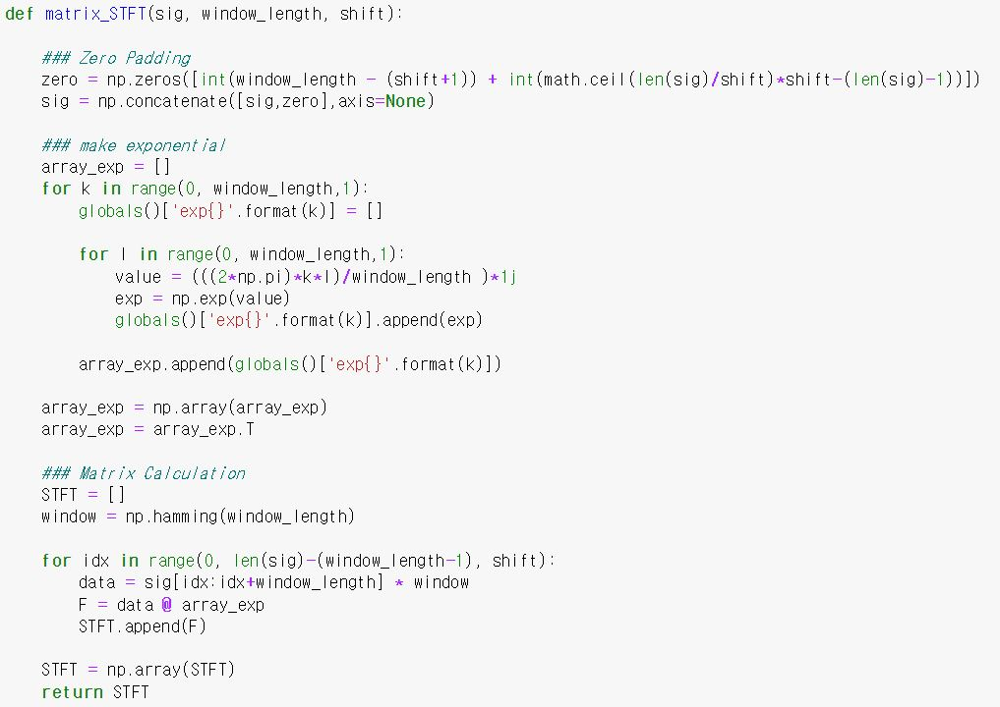 def matrix_STFT(sig, window_length, shift):
### Zero Padding
zero = np.zeros([int(window_length - (shift+1)) + int(math.ceil(len(sig)/shift)*shift-(len(sig)-1))])
sig = np.concatenate([sig,zero],axis=None)
### make exponential
array_exp = []
for k in range(0, window_length,1):
globals()['exp{}'.format(k)] = []
for l in range(0, window_length,1):
value = (((2*np.pi)*k*l)/window_length )*1j
exp = np.exp(value)
globals()['exp{}'.format(k)].append(exp)
array_exp.append(globals()['exp{}'.format(k)])
array_exp = np.array(array_exp)
array_exp = array_exp.T
### Matrix Calculation
STFT = []
window = np.hamming(window_length)
for idx in range(0, len(sig)-(window_length-1), shift):
data = sig[idx:idx+window_length] * window
F = data @ array_exp
STFT.append(F)
STFT = np.array(STFT)
return STFT